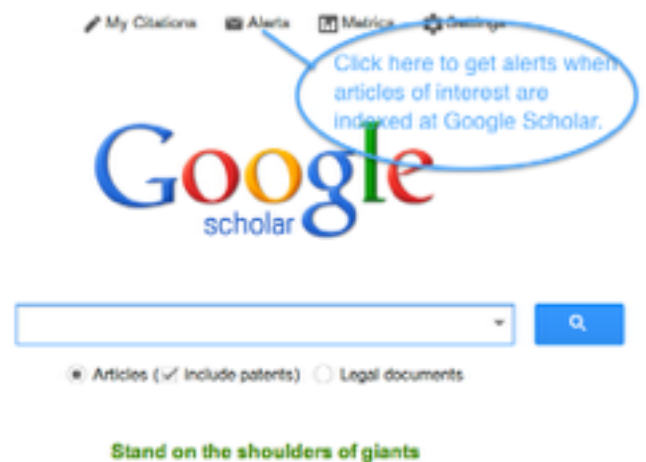 My Citations Alerts Metrics Settings
Click here to get alerts when
articles of interest are
indexed at Google Scholar.
Google
scholar
Articles (✓ include patents) Legal documents
Stand on the shoulders of giants